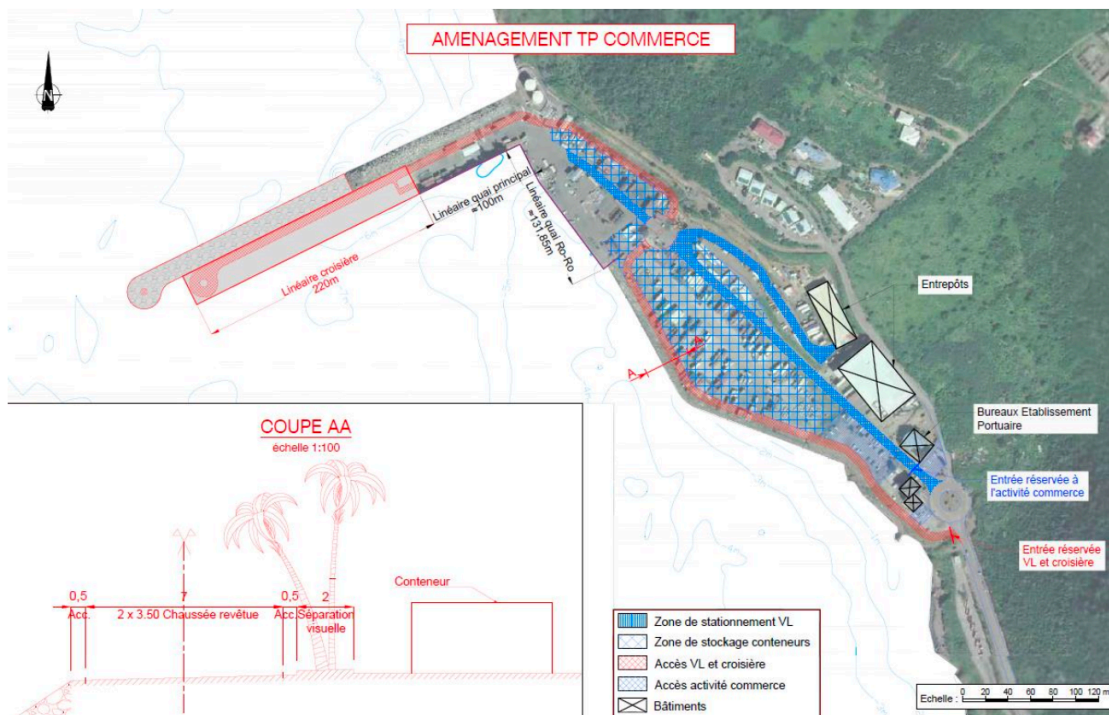 AMENAGEMENT TP COMMERCE
N
Linéaire quai principal
≈100m
Linéaire quai Ro-Ro
≈131,85m
Linéaire croisière
220m
Entrepôts
A
A
Bureaux Etablissement
Portuaire
Entrée réservée à
l'activité commerce
Entrée réservée
VL et croisière
COUPE AA
échelle 1:100
0,5
7
0,5
2
Acc.
2 x 3.50 Chaussée revêtue
Acc.
Séparation
visuelle
Conteneur
Zone de stationnement VL
Zone de stockage conteneurs
Accès VL et croisière
Accès activité commerce
Bâtiments
Echelle :
0 20 40 60 80 100 120 m